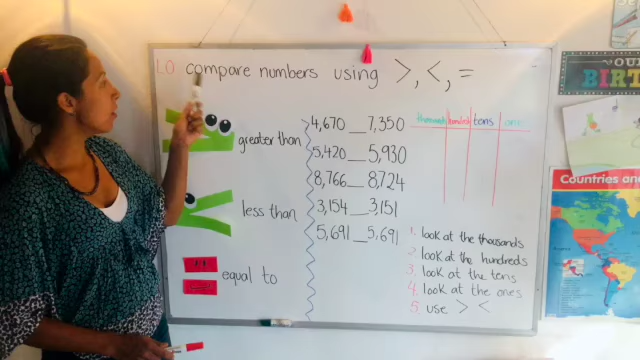 LO compare numbers using >, <, =
greater than
less than
equal to
4,670 __ 7,350
5,420 __ 5,930
8,766 __ 8,724
3,154 __ 3,151
5,691 __ 5,691
thousands hundreds tens ones
1. look at the thousands
2. look at the hundreds
3. look at the tens
4. look at the ones
5. use > <
OUR
BIRT
Countries an